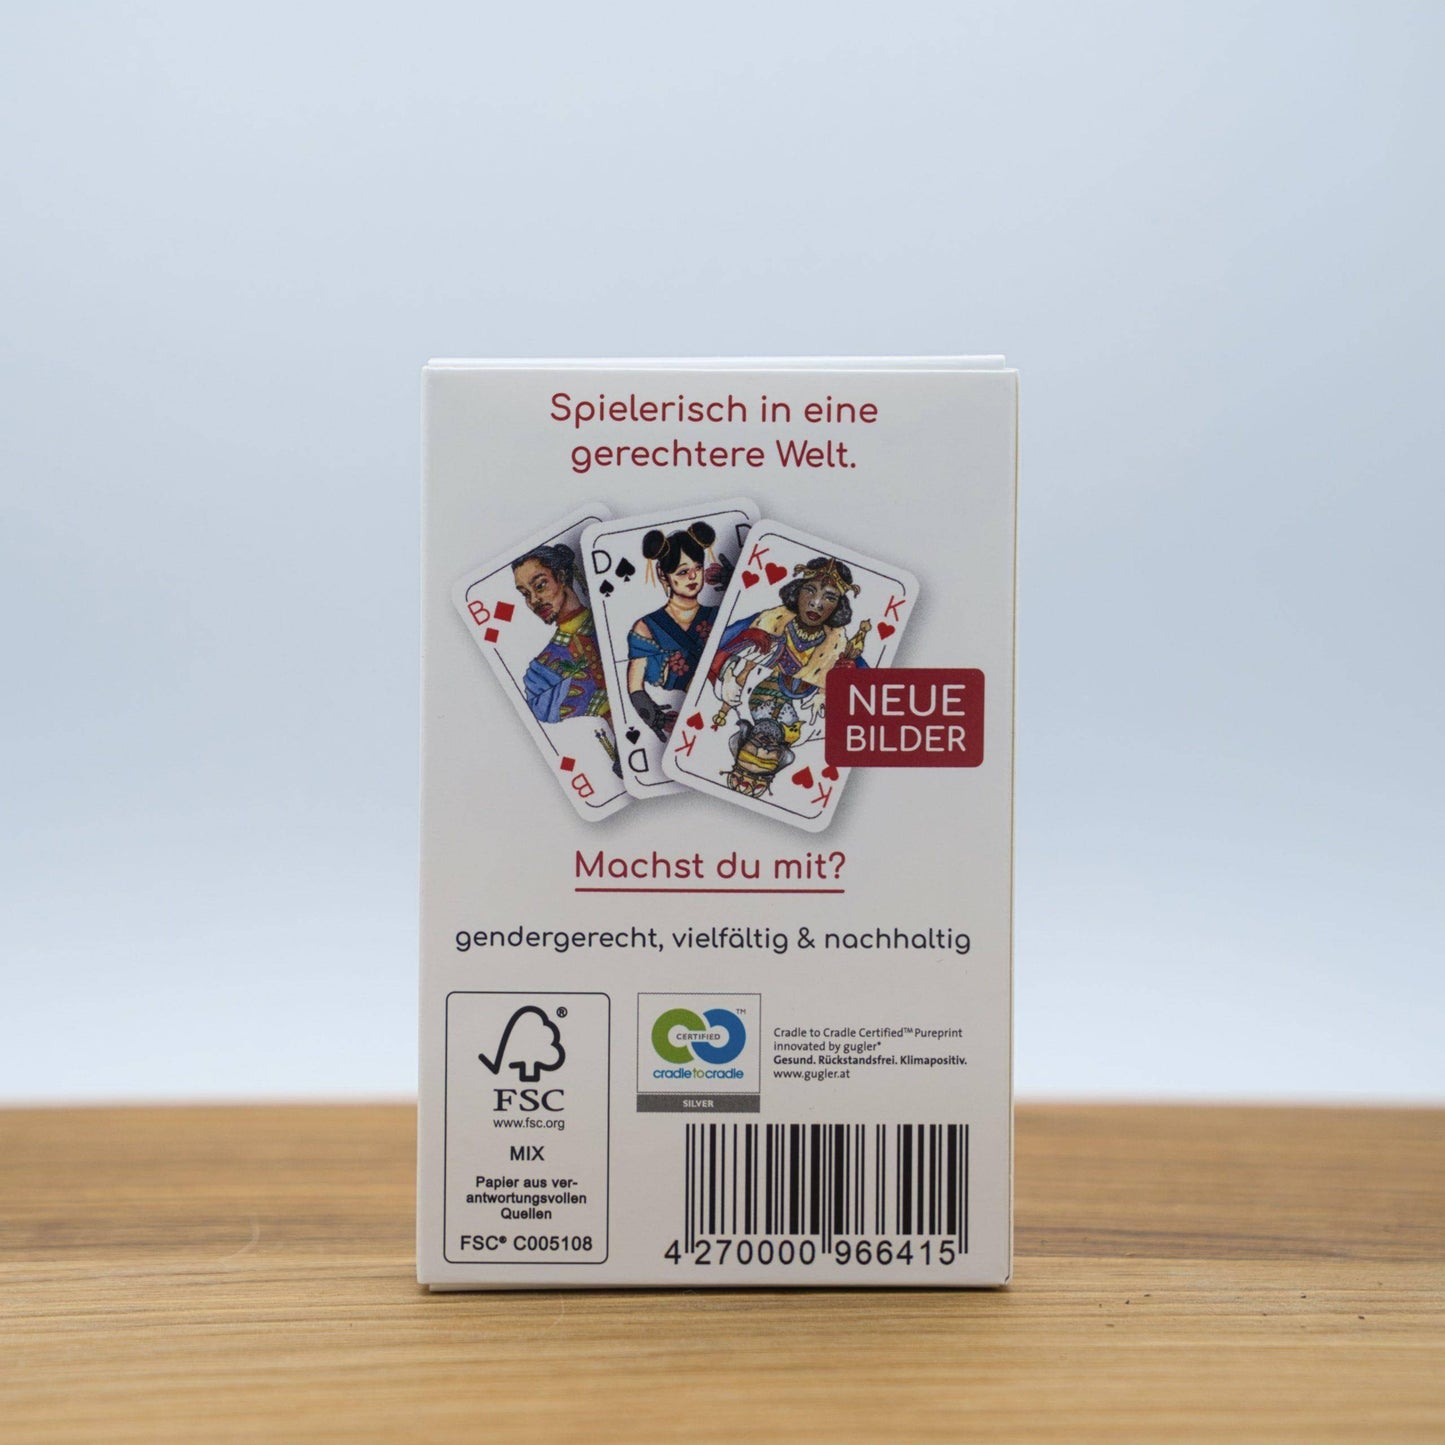 Spielerisch in eine
gerechtere Welt.
B
D
D
K
K
NEUE
BILDER
B
D
K
K
Machst du mit?
gendergerecht, vielfältig & nachhaltig
FSC®
www.fsc.org
MIX
Papier aus ver-
antwortungsvollen
Quellen
FSC® C005108
CERTIFIED
cradletocradle™
SILVER
Cradle to Cradle Certified™ Pureprint
innovated by gugler*
Gesund. Rückstandsfrei. Klimapositiv.
www.gugler.at
4 270000 966415